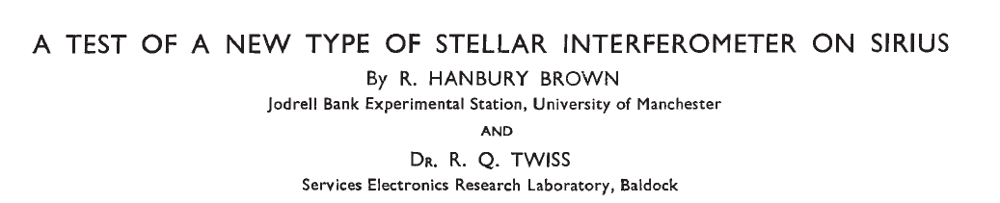 A TEST OF A NEW TYPE OF STELLAR INTERFEROMETER ON SIRIUS
By R. HANBURY BROWN
Jodrell Bank Experimental Station, University of Manchester
AND
DR. R. Q. TWISS
Services Electronics Research Laboratory, Baldock